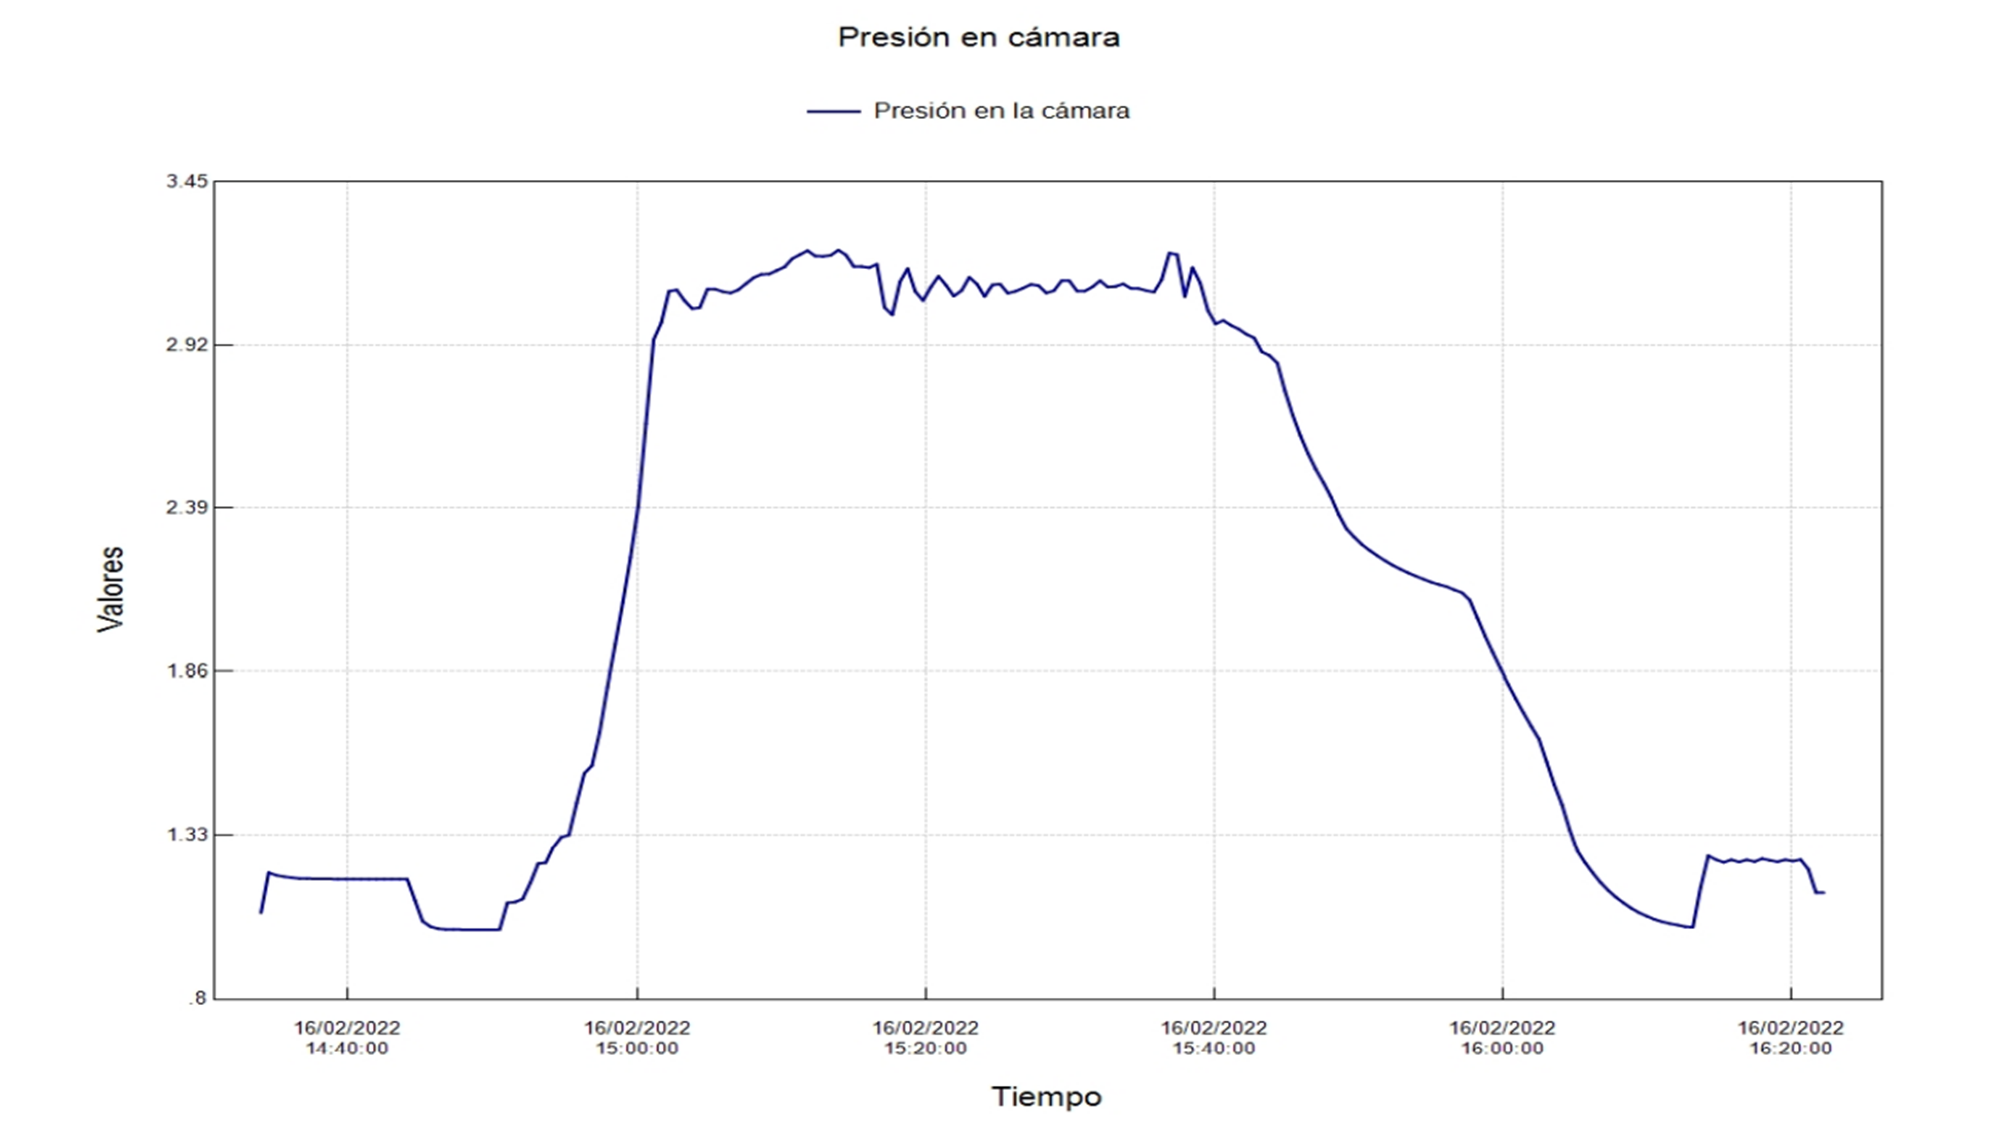 Presión en cámara
Presión en la cámara
3.45
2.92
2.39
1.86
1.33
.8
Valores
16/02/2022 16/02/2022 16/02/2022 16/02/2022 16/02/2022 16/02/2022
14:40:00 15:00:00 15:20:00 15:40:00 16:00:00 16:20:00
Tiempo